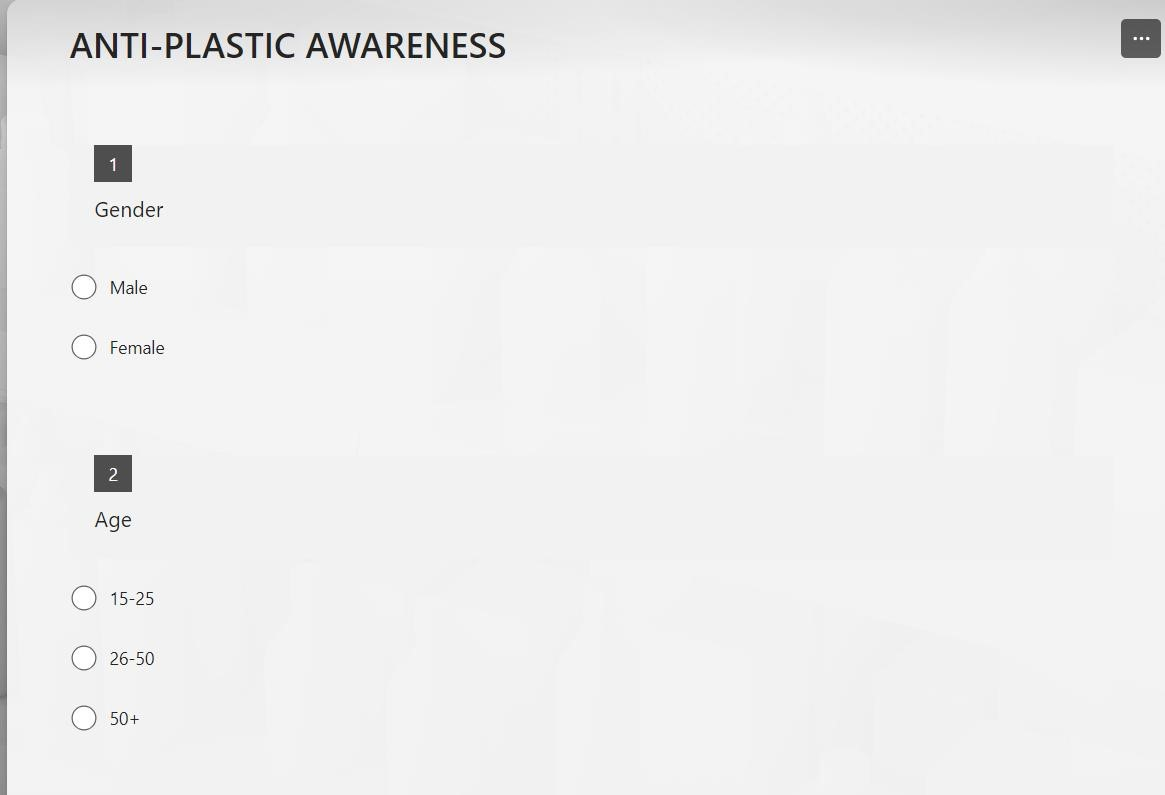 ANTI-PLASTIC AWARENESS
1
Gender
Male
Female
2
Age
15-25
26-50
50+